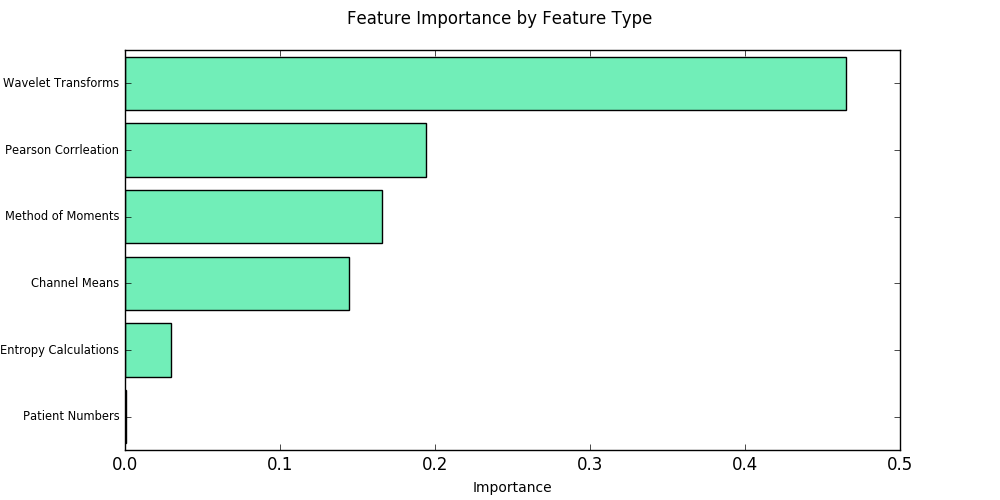 Feature Importance by Feature Type
Wavelet Transforms
Pearson Corrleation
Method of Moments
Channel Means
Entropy Calculations
Patient Numbers
0.0 0.1 0.2 0.3 0.4 0.5
Importance